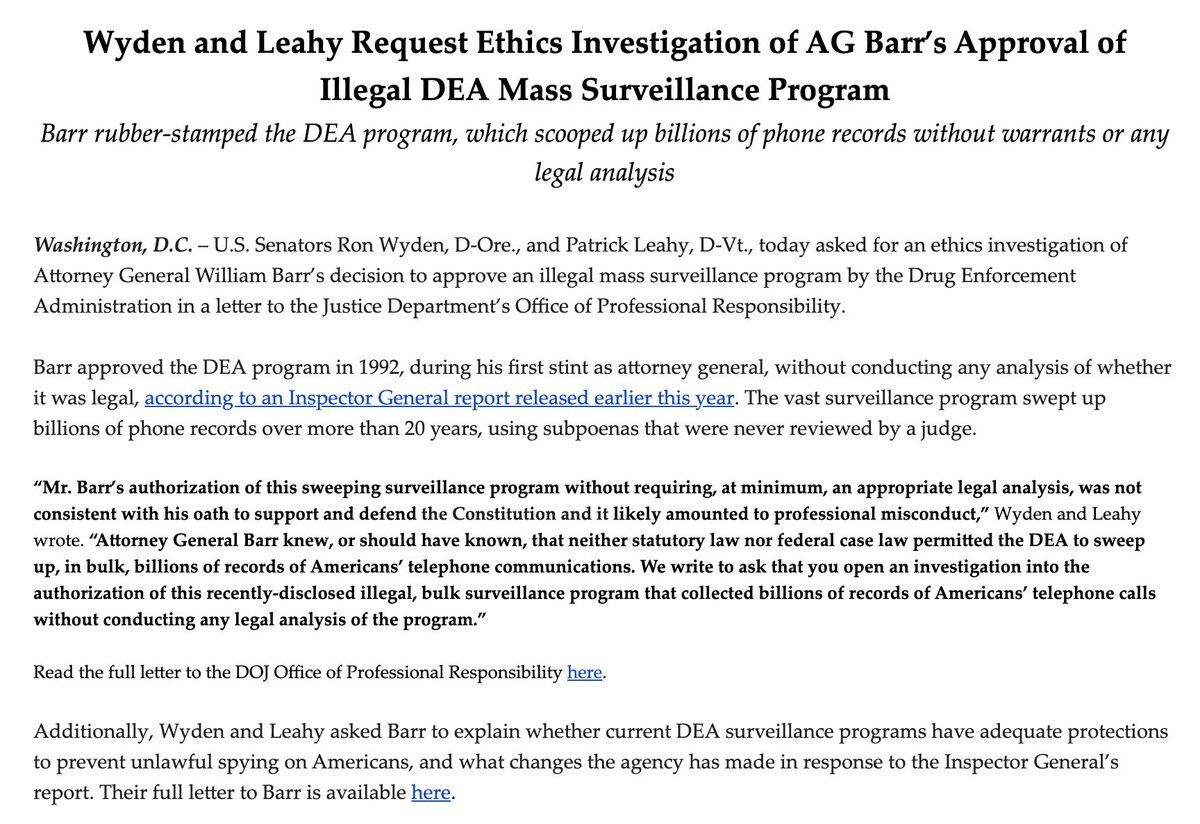 Wyden and Leahy Request Ethics Investigation of AG Barr’s Approval of
Illegal DEA Mass Surveillance Program
Barr rubber-stamped the DEA program, which scooped up billions of phone records without warrants or any
legal analysis
Washington, D.C. – U.S. Senators Ron Wyden, D-Ore., and Patrick Leahy, D-Vt., today asked for an ethics investigation of
Attorney General William Barr’s decision to approve an illegal mass surveillance program by the Drug Enforcement
Administration in a letter to the Justice Department’s Office of Professional Responsibility.
Barr approved the DEA program in 1992, during his first stint as attorney general, without conducting any analysis of whether
it was legal, according to an Inspector General report released earlier this year. The vast surveillance program swept up
billions of phone records over more than 20 years, using subpoenas that were never reviewed by a judge.
“Mr. Barr’s authorization of this sweeping surveillance program without requiring, at minimum, an appropriate legal analysis, was not
consistent with his oath to support and defend the Constitution and it likely amounted to professional misconduct,” Wyden and Leahy
wrote. “Attorney General Barr knew, or should have known, that neither statutory law nor federal case law permitted the DEA to sweep
up, in bulk, billions of records of Americans’ telephone communications. We write to ask that you open an investigation into the
authorization of this recently-disclosed illegal, bulk surveillance program that collected billions of records of Americans’ telephone calls
without conducting any legal analysis of the program.”
Read the full letter to the DOJ Office of Professional Responsibility here.
Additionally, Wyden and Leahy asked Barr to explain whether current DEA surveillance programs have adequate protections
to prevent unlawful spying on Americans, and what changes the agency has made in response to the Inspector General’s
report. Their full letter to Barr is available here.